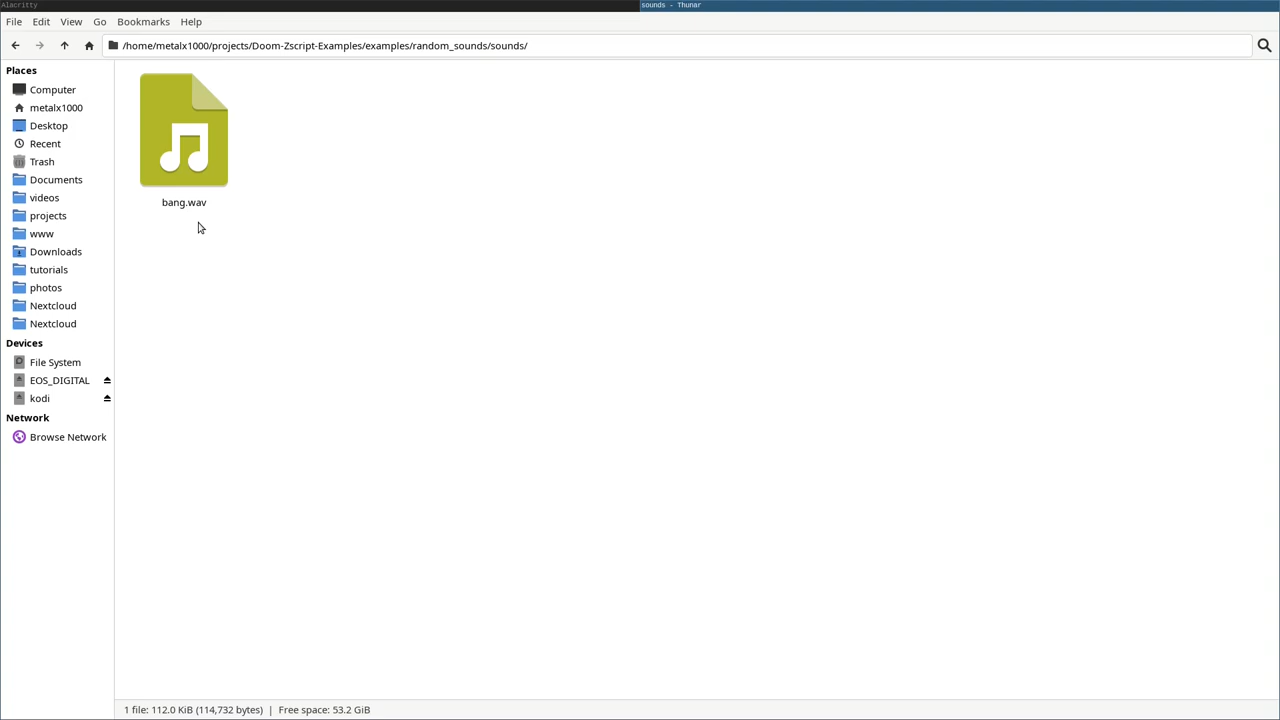 Alacritty
sounds - Thunar
File Edit View Go Bookmarks Help
/home/metalx1000/projects/Doom-Zscript-Examples/examples/random_sounds/sounds/
Places
Computer
metalx1000
Desktop
Recent
Trash
Documents
videos
projects
www
Downloads
tutorials
photos
Nextcloud
Nextcloud
Devices
File System
EOS_DIGITAL
kodi
Network
Browse Network
bang.wav
1 file: 112.0 KiB (114,732 bytes) | Free space: 53.2 GiB